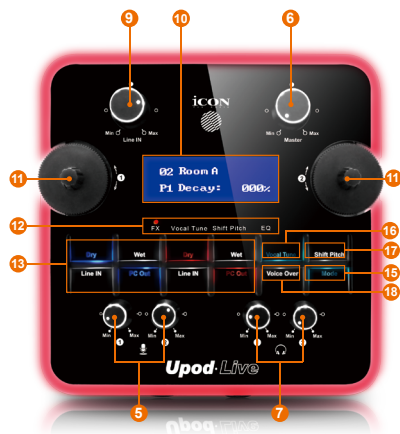 9
10
6
iCON
Min Max
Line IN
Min Max
Master
02 Room A
P1 Decay: 000%
11
1
2
11
12
FX Vocal Tune Shift Pitch EQ
16
17
13
Dry Wet Dry Wet Vocal Tune Shift Pitch
Line IN PC Out Line IN PC Out Voice Over Mode
15
18
Min Max Min Max Min Max Min Max
1 2 1 2
5
Upod·Live
7